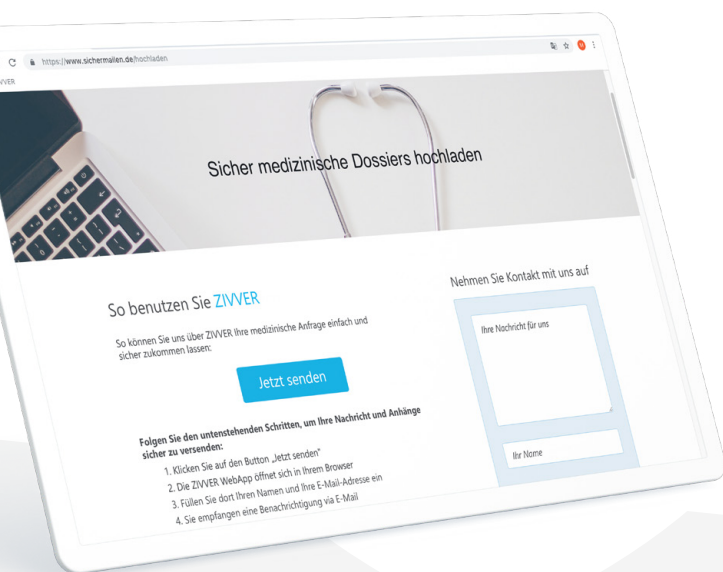 https://www.sichermailen.de/hochladen
Sicher medizinische Dossiers hochladen
So benutzen Sie ZIVVER
So können Sie uns über ZIVVER Ihre medizinische Anfrage einfach und
sicher zukommen lassen:
Jetzt senden
Folgen Sie den untenstehenden Schritten, um Ihre Nachricht und Anhänge
sicher zu versenden:
1. Klicken Sie auf den Button „Jetzt senden"
2. Die ZIVVER WebApp öffnet sich in Ihrem Browser
3. Füllen Sie dort Ihren Namen und Ihre E-Mail-Adresse ein
4. Sie empfangen eine Benachrichtigung via E-Mail
Nehmen Sie Kontakt mit uns auf
Ihre Nachricht für uns
Ihr Name